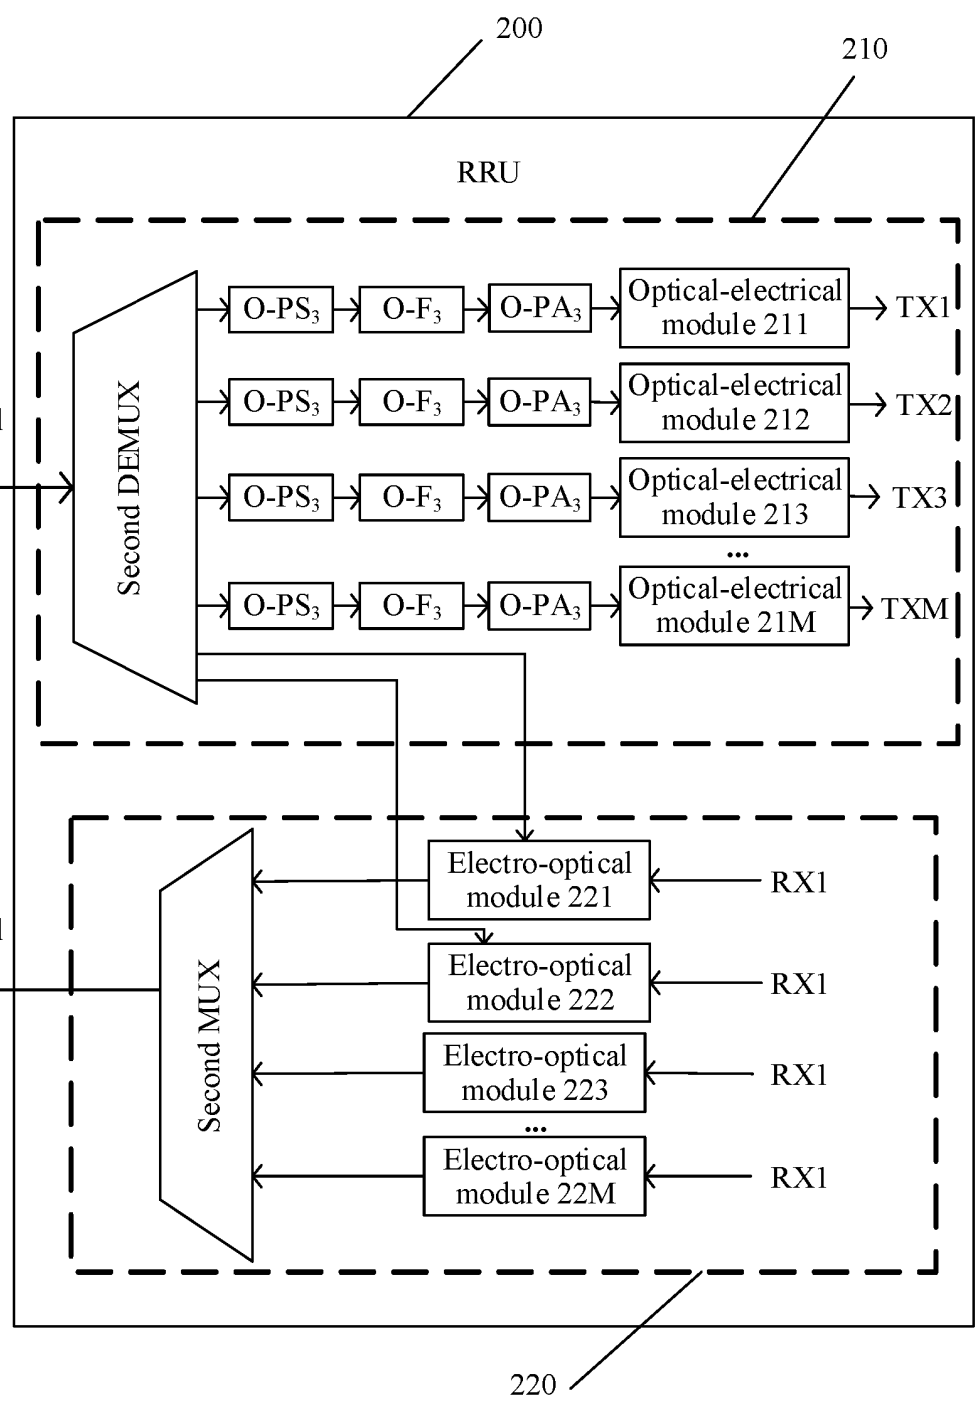 200
210
RRU
Second DEMUX
O-PS₃
O-F₃
O-PA₃
Optical-electrical
module 211
TX1
O-PS₃
O-F₃
O-PA₃
Optical-electrical
module 212
TX2
O-PS₃
O-F₃
O-PA₃
Optical-electrical
module 213
TX3
...
O-PS₃
O-F₃
O-PA₃
Optical-electrical
module 21M
TXM
Second MUX
Electro-optical
module 221
RX1
Electro-optical
module 222
RX1
Electro-optical
module 223
RX1
...
Electro-optical
module 22M
RX1
220